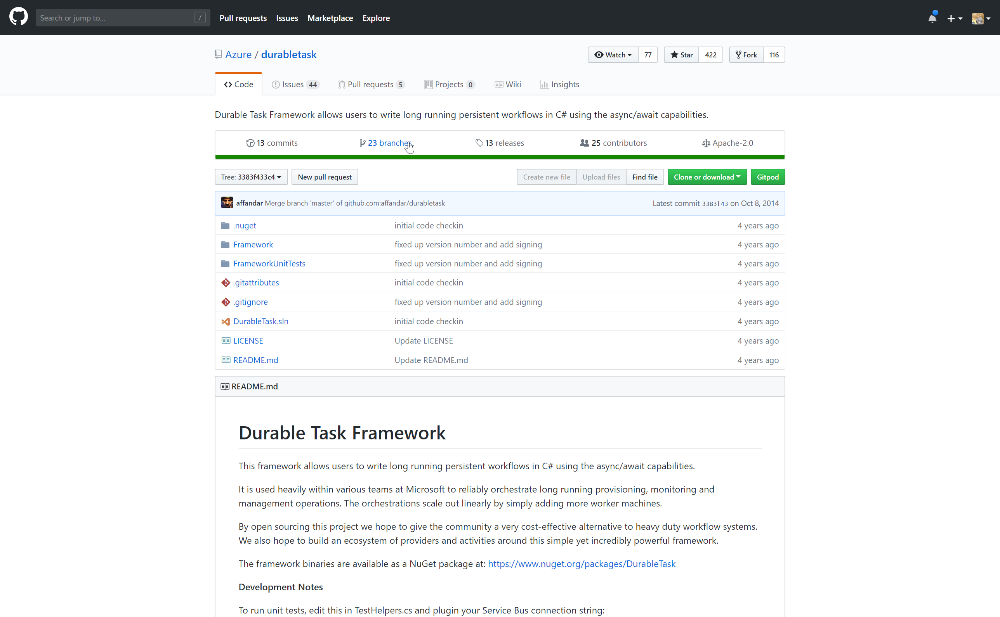 Search or jump to... / Pull requests Issues Marketplace Explore
Azure / durabletask Watch 77 Star 422 Fork 116
Code Issues 44 Pull requests 5 Projects 0 Wiki Insights
Durable Task Framework allows users to write long running persistent workflows in C# using the async/await capabilities.
13 commits 23 branches 13 releases 25 contributors Apache-2.0
Tree: 3383f433c4 New pull request Create new file Upload files Find file Clone or download Gitpod
affandar Merge branch 'master' of github.com:affandar/durabletask Latest commit 3383f43 on Oct 8, 2014
.nuget initial code checkin 4 years ago
Framework fixed up version number and add signing 4 years ago
FrameworkUnitTests fixed up version number and add signing 4 years ago
.gitattributes initial code checkin 4 years ago
.gitignore fixed up version number and add signing 4 years ago
DurableTask.sln initial code checkin 4 years ago
LICENSE Update LICENSE 4 years ago
README.md Update README.md 4 years ago
README.md
Durable Task Framework
This framework allows users to write long running persistent workflows in C# using the async/await capabilities.
It is used heavily within various teams at Microsoft to reliably orchestrate long running provisioning, monitoring and
management operations. The orchestrations scale out linearly by simply adding more worker machines.
By open sourcing this project we hope to give the community a very cost-effective alternative to heavy duty workflow systems.
We also hope to build an ecosystem of providers and activities around this simple yet incredibly powerful framework.
The framework binaries are available as a NuGet package at: https://www.nuget.org/packages/DurableTask
Development Notes
To run unit tests, edit this in TestHelpers.cs and plugin your Service Bus connection string: